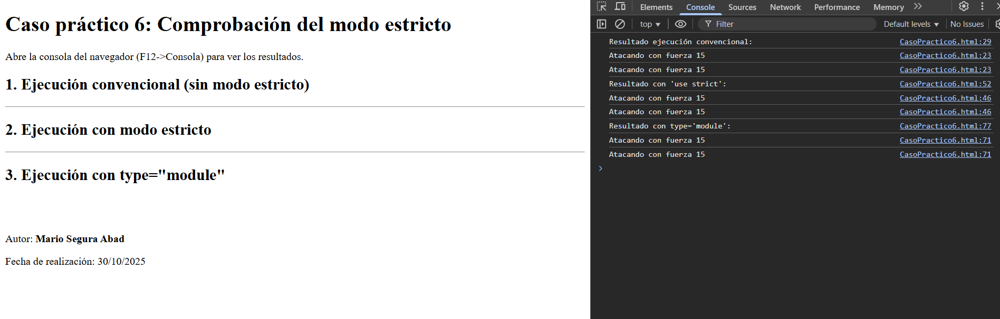 Caso práctico 6: Comprobación del modo estricto
Abre la consola del navegador (F12->Consola) para ver los resultados.
1. Ejecución convencional (sin modo estricto)
2. Ejecución con modo estricto
3. Ejecución con type="module"
Autor: Mario Segura Abad
Fecha de realización: 30/10/2025
Elements Console Sources Network Performance Memory
top Filter Default levels No Issues
Resultado ejecución convencional: CasoPractico6.html:29
Atacando con fuerza 15 CasoPractico6.html:23
Atacando con fuerza 15 CasoPractico6.html:23
Resultado con 'use strict': CasoPractico6.html:52
Atacando con fuerza 15 CasoPractico6.html:46
Atacando con fuerza 15 CasoPractico6.html:46
Resultado con type='module': CasoPractico6.html:77
Atacando con fuerza 15 CasoPractico6.html:71
Atacando con fuerza 15 CasoPractico6.html:71